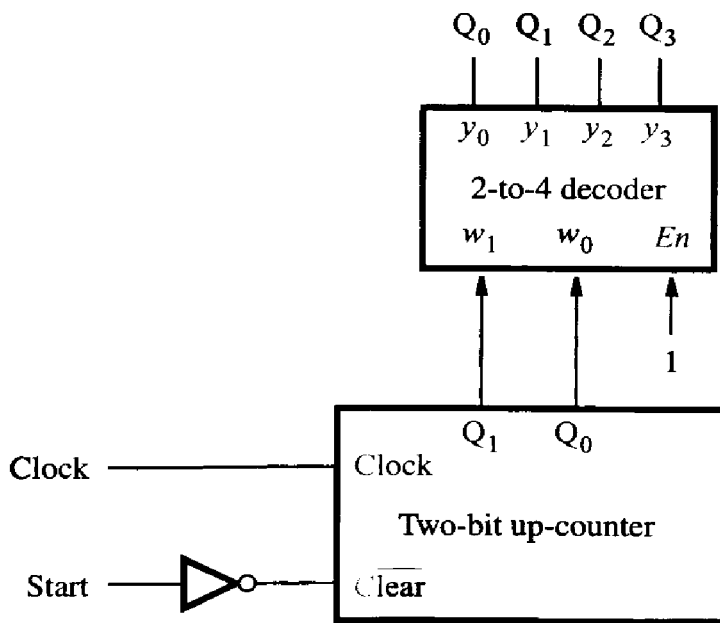 Q₀ Q₁ Q₂ Q₃
y₀ y₁ y₂ y₃
2-to-4 decoder
w₁ w₀ En
1
Q₁ Q₀
Clock Clock
Two-bit up-counter
Start Clear